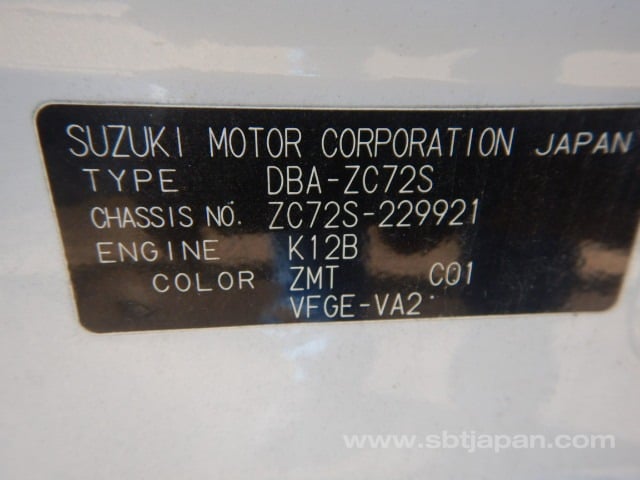 SUZUKI MOTOR CORPORATION JAPAN
TYPE DBA-ZC72S
CHASSIS NO. ZC72S-229921
ENGINE K12B
COLOR ZMT C01
VFGE-VA2
www.sbtjapan.com